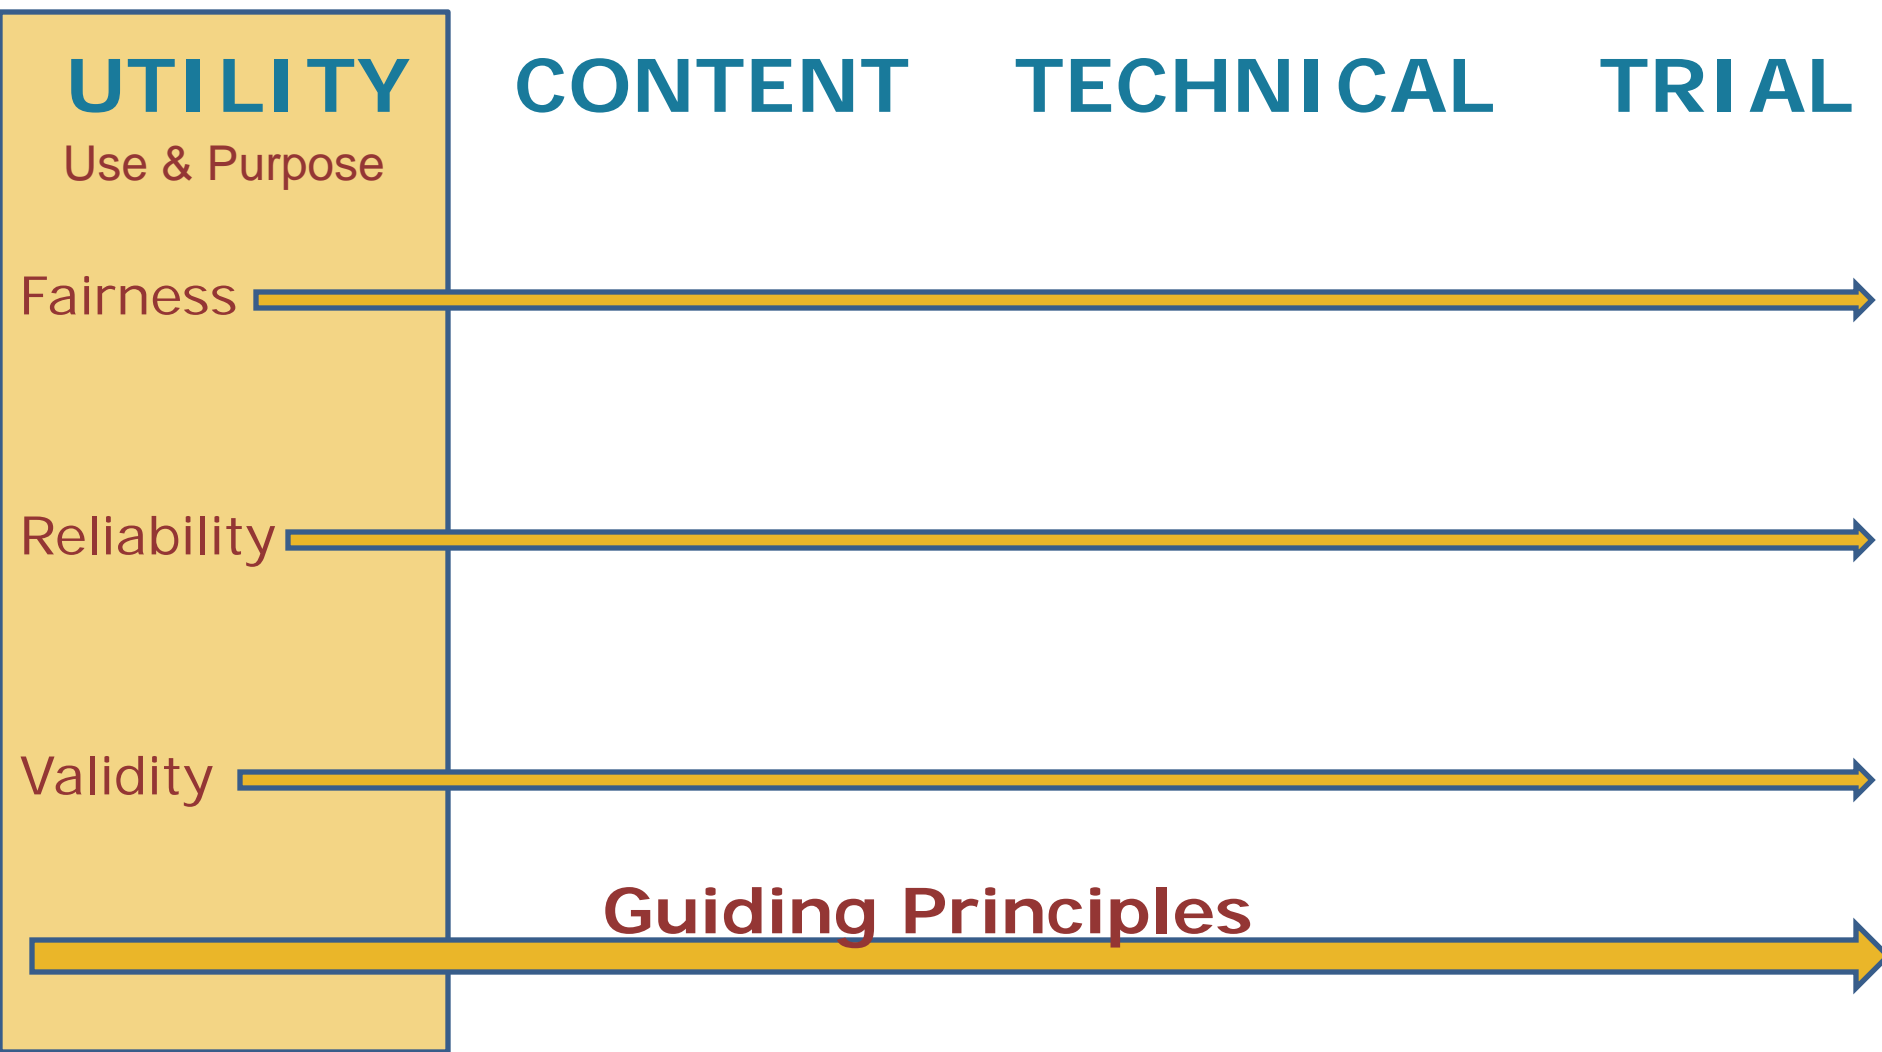 UTILITY CONTENT TECHNICAL TRIAL
Use & Purpose
Fairness
Reliability
Validity
Guiding Principles